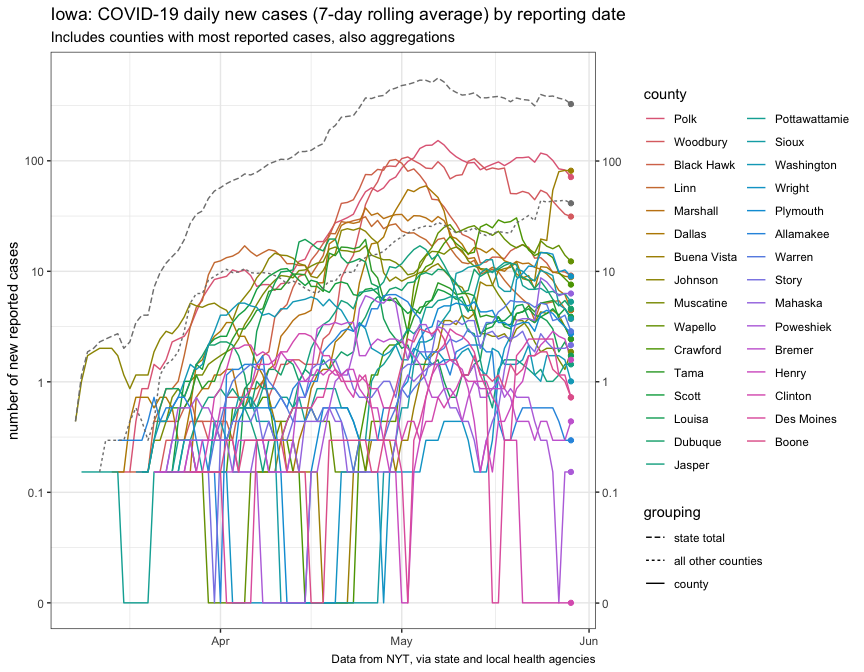 Iowa: COVID-19 daily new cases (7-day rolling average) by reporting date
Includes counties with most reported cases, also aggregations
number of new reported cases
100
10
1
0.1
0
100
10
1
0.1
0
Apr
May
Jun
Data from NYT, via state and local health agencies
county
Polk
Woodbury
Black Hawk
Linn
Marshall
Dallas
Buena Vista
Johnson
Muscatine
Wapello
Crawford
Tama
Scott
Louisa
Dubuque
Jasper
Pottawattamie
Sioux
Washington
Wright
Plymouth
Allamakee
Warren
Story
Mahaska
Poweshiek
Bremer
Henry
Clinton
Des Moines
Boone
grouping
state total
all other counties
county